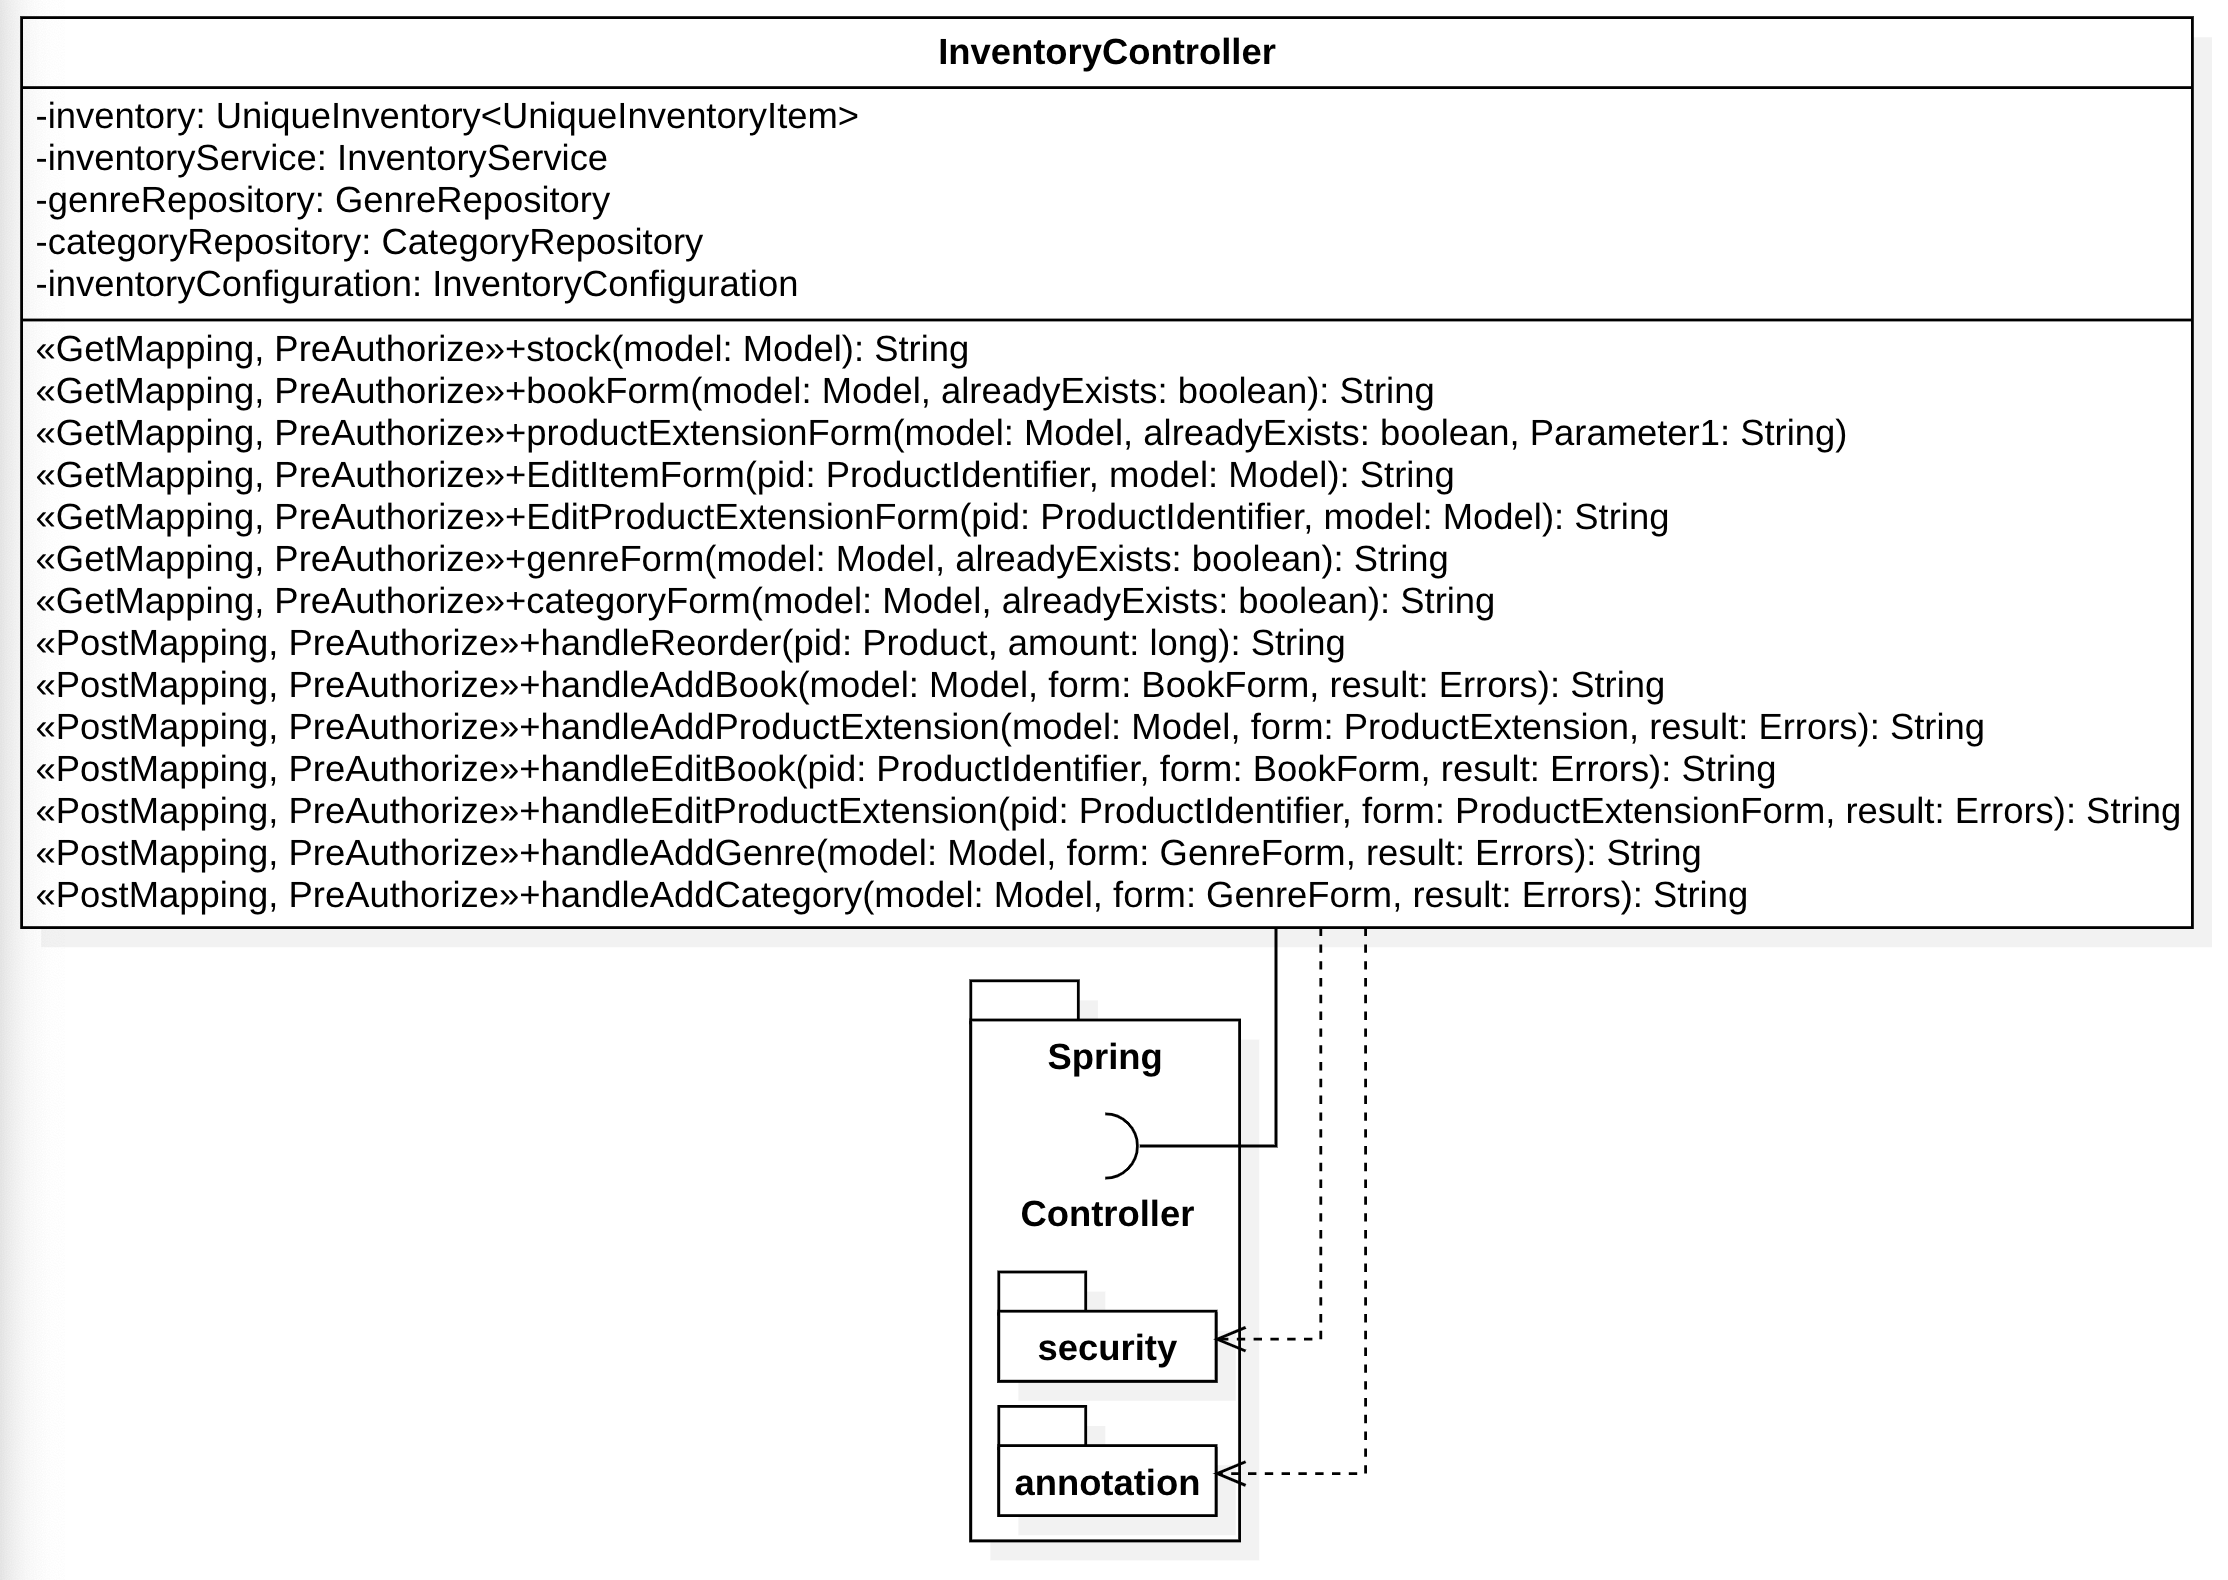 InventoryController
-inventory: UniqueInventory<UniqueInventoryItem>
-inventoryService: InventoryService
-genreRepository: GenreRepository
-categoryRepository: CategoryRepository
-inventoryConfiguration: InventoryConfiguration
«GetMapping, PreAuthorize»+stock(model: Model): String
«GetMapping, PreAuthorize»+bookForm(model: Model, alreadyExists: boolean): String
«GetMapping, PreAuthorize»+productExtensionForm(model: Model, alreadyExists: boolean, Parameter1: String)
«GetMapping, PreAuthorize»+EditItemForm(pid: ProductIdentifier, model: Model): String
«GetMapping, PreAuthorize»+EditProductExtensionForm(pid: ProductIdentifier, model: Model): String
«GetMapping, PreAuthorize»+genreForm(model: Model, alreadyExists: boolean): String
«GetMapping, PreAuthorize»+categoryForm(model: Model, alreadyExists: boolean): String
«PostMapping, PreAuthorize»+handleReorder(pid: Product, amount: long): String
«PostMapping, PreAuthorize»+handleAddBook(model: Model, form: BookForm, result: Errors): String
«PostMapping, PreAuthorize»+handleAddProductExtension(model: Model, form: ProductExtension, result: Errors): String
«PostMapping, PreAuthorize»+handleEditBook(pid: ProductIdentifier, form: BookForm, result: Errors): String
«PostMapping, PreAuthorize»+handleEditProductExtension(pid: ProductIdentifier, form: ProductExtensionForm, result: Errors): String
«PostMapping, PreAuthorize»+handleAddGenre(model: Model, form: GenreForm, result: Errors): String
«PostMapping, PreAuthorize»+handleAddCategory(model: Model, form: GenreForm, result: Errors): String
Spring
Controller
security
annotation